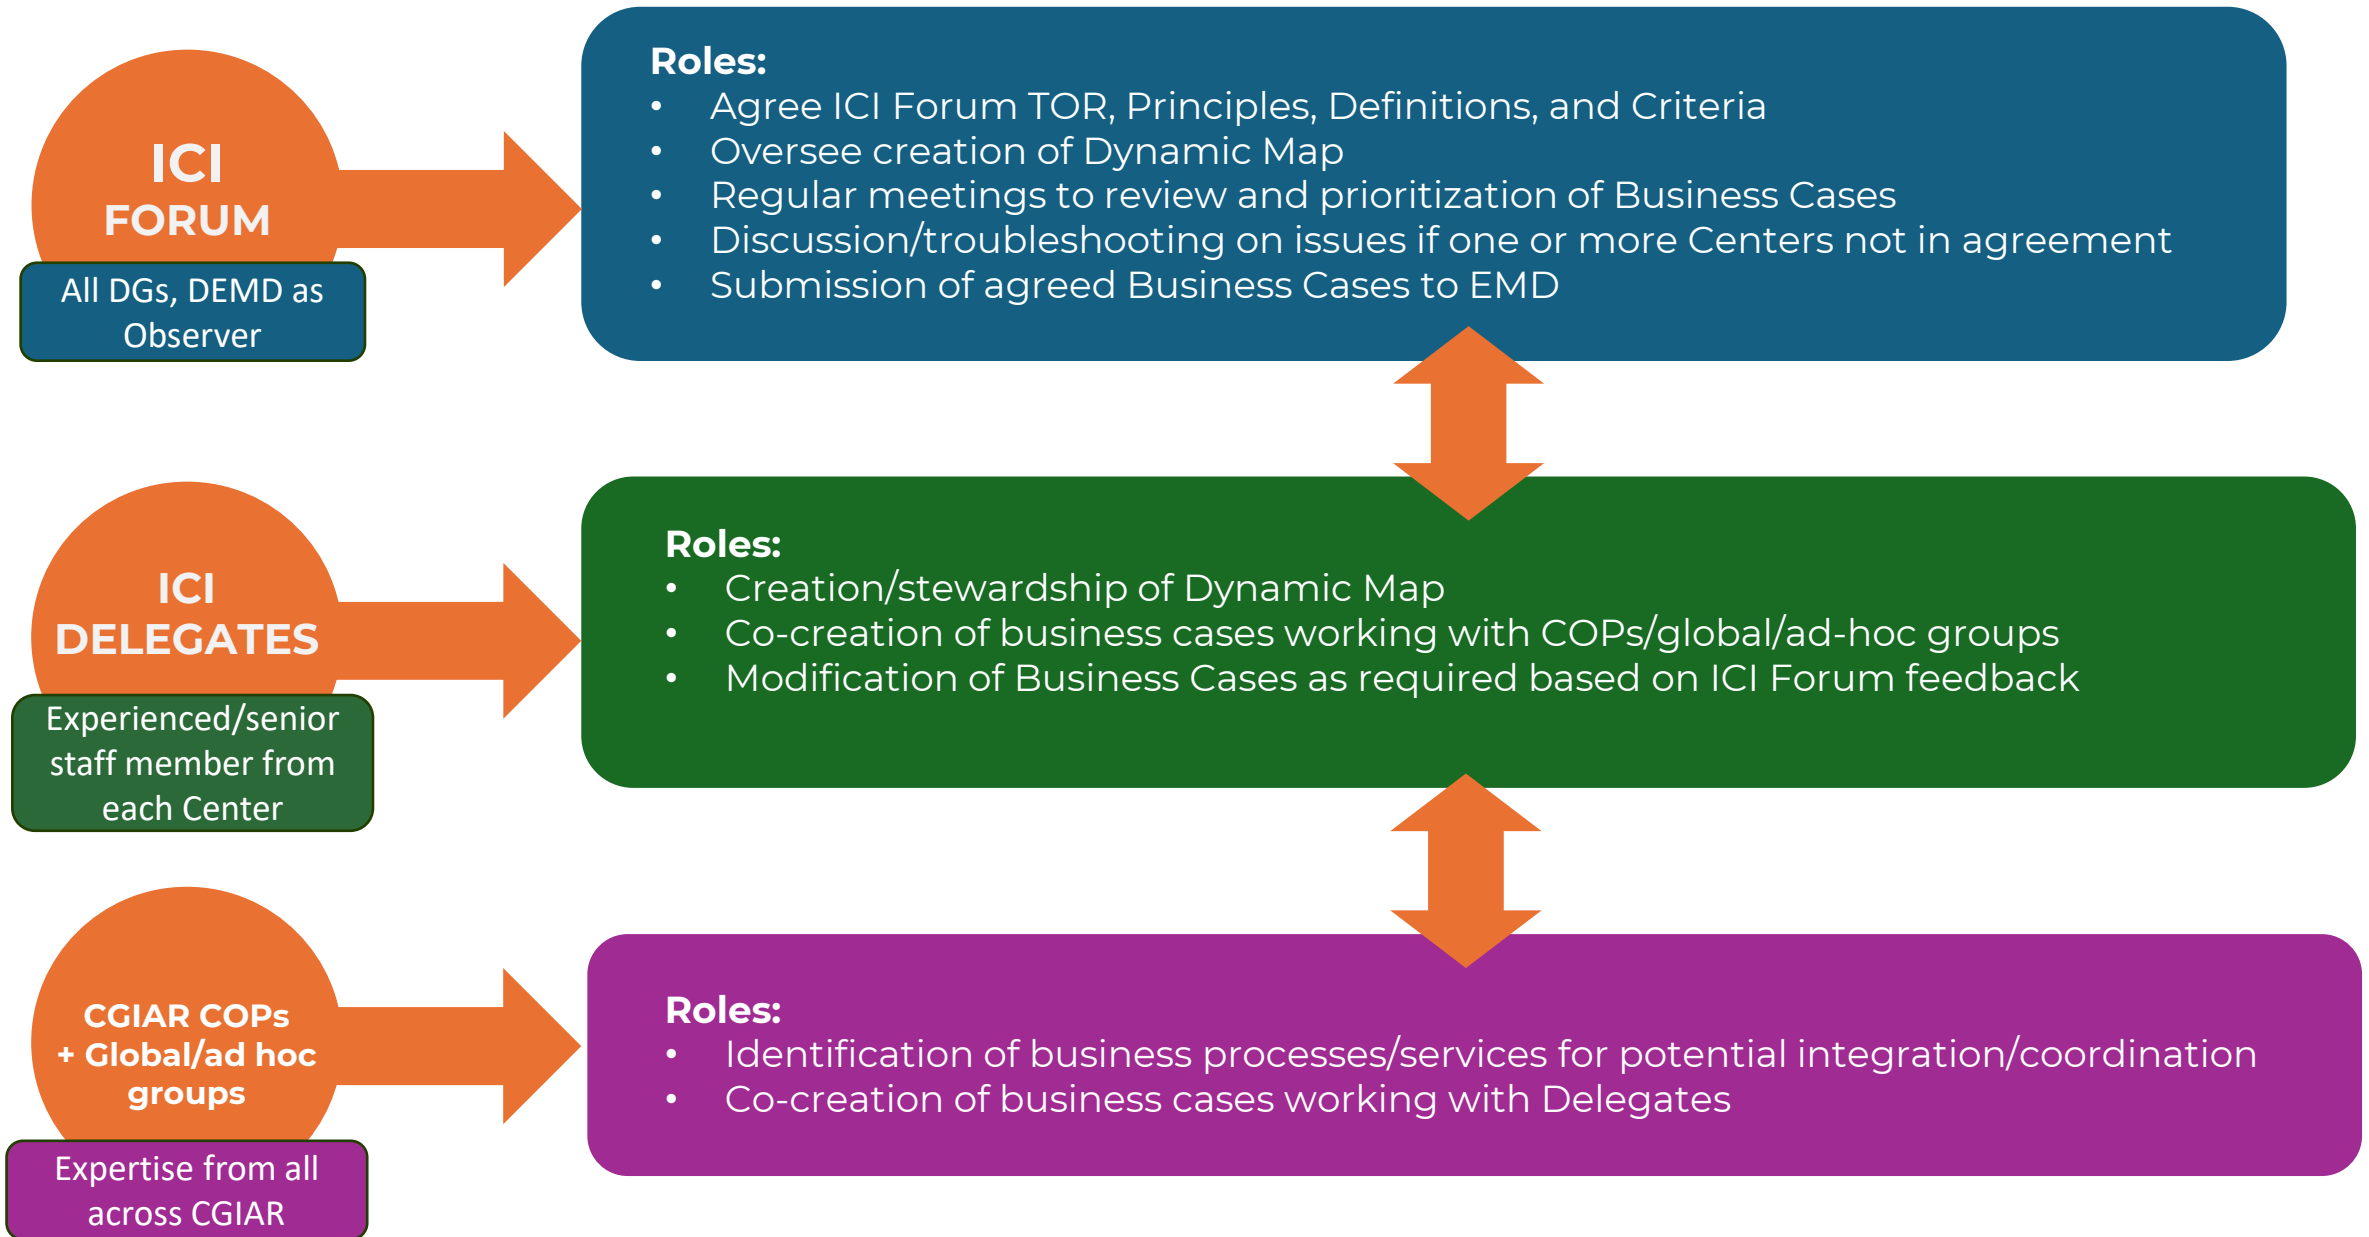 ICI
FORUM
All DGs, DEMD as
Observer
Roles:
• Agree ICI Forum TOR, Principles, Definitions, and Criteria
• Oversee creation of Dynamic Map
• Regular meetings to review and prioritization of Business Cases
• Discussion/troubleshooting on issues if one or more Centers not in agreement
• Submission of agreed Business Cases to EMD
ICI
DELEGATES
Experienced/senior
staff member from
each Center
Roles:
• Creation/stewardship of Dynamic Map
• Co-creation of business cases working with COPs/global/ad-hoc groups
• Modification of Business Cases as required based on ICI Forum feedback
CGIAR COPs
+ Global/ad hoc
groups
Expertise from all
across CGIAR
Roles:
• Identification of business processes/services for potential integration/coordination
• Co-creation of business cases working with Delegates